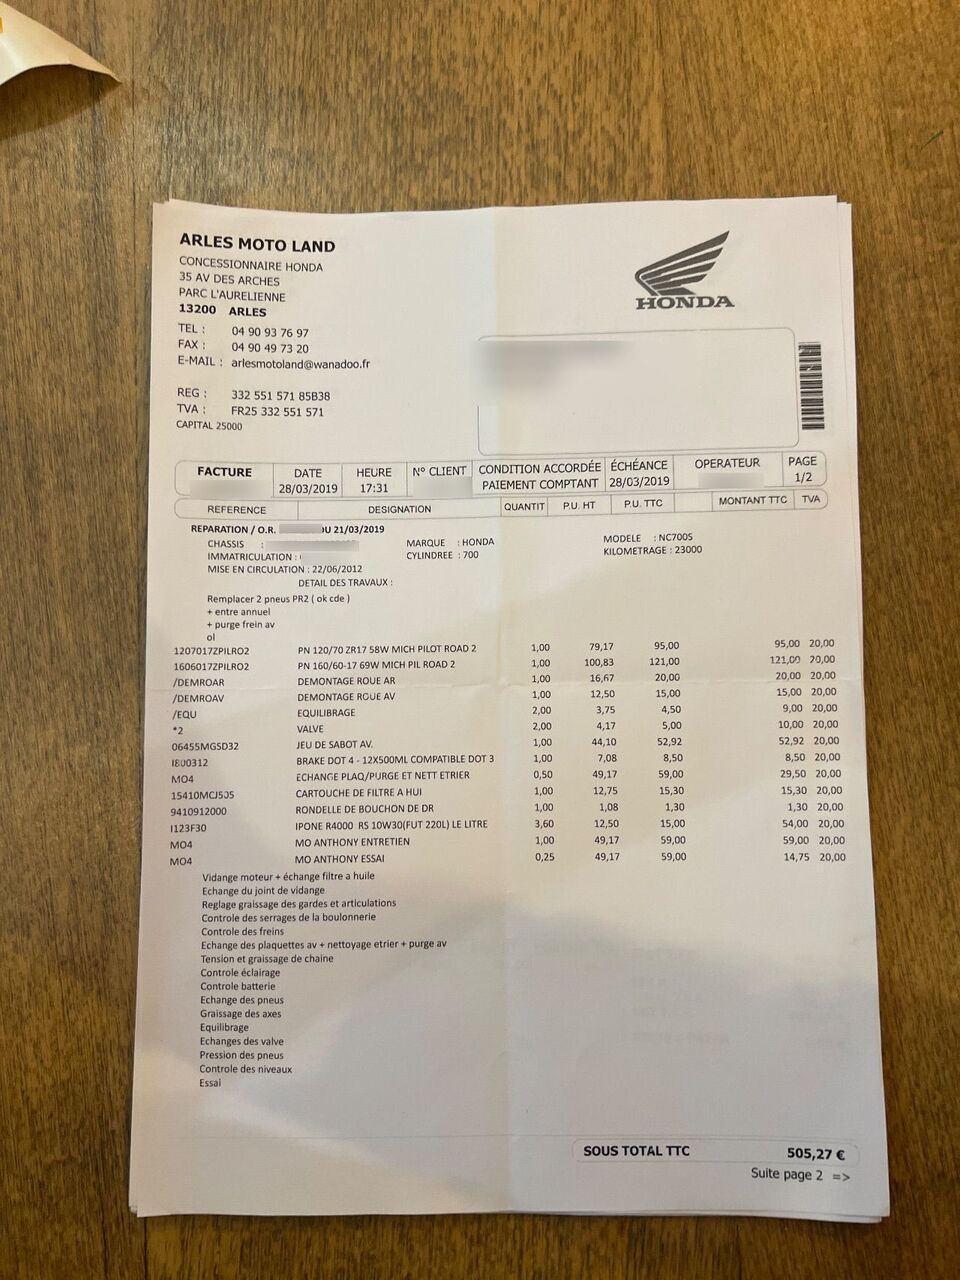 ARLES MOTO LAND
CONCESSIONNAIRE HONDA
35 AV DES ARCHES
PARC L'AURELIENNE
13200 ARLES
TEL : 04 90 93 76 97
FAX : 04 90 49 73 20
E-MAIL : arlesmotoland@wanadoo.fr
REG : 332 551 571 85B38
TVA : FR25 332 551 571
CAPITAL 25000
HONDA
FACTURE DATE HEURE N° CLIENT CONDITION ACCORDÉE ÉCHÉANCE OPERATEUR PAGE
28/03/2019 17:31 PAIEMENT COMPTANT 28/03/2019 1/2
REFERENCE DESIGNATION QUANTIT P.U. HT P.U. TTC MONTANT TTC TVA
REPARATION / O.R. DU 21/03/2019
CHASSIS : MARQUE : HONDA MODELE : NC700S
IMMATRICULATION : CYLINDREE : 700 KILOMETRAGE : 23000
MISE EN CIRCULATION : 22/06/2012
DETAIL DES TRAVAUX :
Remplacer 2 pneus PR2 ( ok cde )
+ entre annuel
+ purge frein av
ol
1207017ZPILRO2 PN 120/70 ZR17 58W MICH PILOT ROAD 2 1,00 79,17 95,00 95,00 20,00
1606017ZPILRO2 PN 160/60-17 69W MICH PIL ROAD 2 1,00 100,83 121,00 121,00 20,00
/DEMROAR DEMONTAGE ROUE AR 1,00 16,67 20,00 20,00 20,00
/DEMROAV DEMONTAGE ROUE AV 1,00 12,50 15,00 15,00 20,00
/EQU EQUILIBRAGE 2,00 3,75 4,50 9,00 20,00
*2 VALVE 2,00 4,17 5,00 10,00 20,00
06455MGSD32 JEU DE SABOT AV. 1,00 44,10 52,92 52,92 20,00
I800312 BRAKE DOT 4 - 12X500ML COMPATIBLE DOT 3 1,00 7,08 8,50 8,50 20,00
MO4 ECHANGE PLAQ/PURGE ET NETT ETRIER 0,50 49,17 59,00 29,50 20,00
15410MCJ505 CARTOUCHE DE FILTRE A HUI 1,00 12,75 15,30 15,30 20,00
9410912000 RONDELLE DE BOUCHON DE DR 1,00 1,08 1,30 1,30 20,00
I123F30 IPONE R4000 RS 10W30(FUT 220L) LE LITRE 3,60 12,50 15,00 54,00 20,00
MO4 MO ANTHONY ENTRETIEN 1,00 49,17 59,00 59,00 20,00
MO4 MO ANTHONY ESSAI 0,25 49,17 59,00 14,75 20,00
Vidange moteur + échange filtre a huile
Echange du joint de vidange
Reglage graissage des gardes et articulations
Controle des serrages de la boulonnerie
Controle des freins
Echange des plaquettes av + nettoyage etrier + purge av
Tension et graissage de chaine
Controle éclairage
Controle batterie
Echange des pneus
Graissage des axes
Equilibrage
Echanges des valve
Pression des pneus
Controle des niveaux
Essai
SOUS TOTAL TTC 505,27 €
Suite page 2 =>